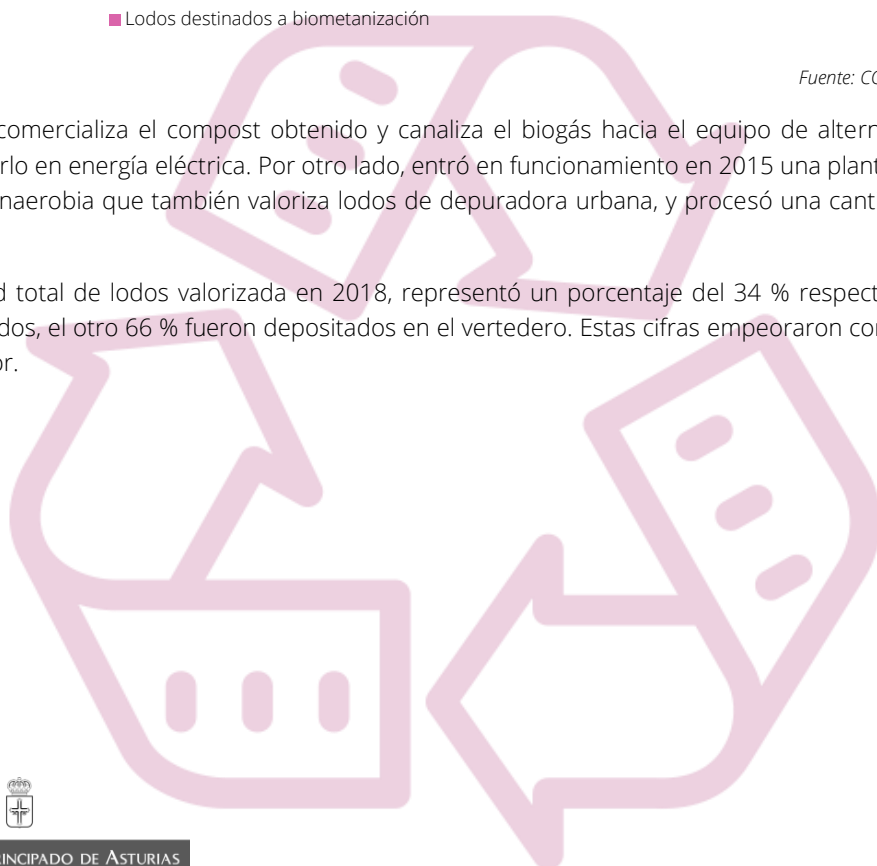 Lodos destinados a biometanización
Fuente: CO
comercializa el compost obtenido y canaliza el biogás hacia el equipo de altern
rlo en energía eléctrica. Por otro lado, entró en funcionamiento en 2015 una plant
naerobia que también valoriza lodos de depuradora urbana, y procesó una cant
d total de lodos valorizada en 2018, representó un porcentaje del 34 % respect
dos, el otro 66 % fueron depositados en el vertedero. Estas cifras empeoraron con
or.
RINCIPADO DE ASTURIAS